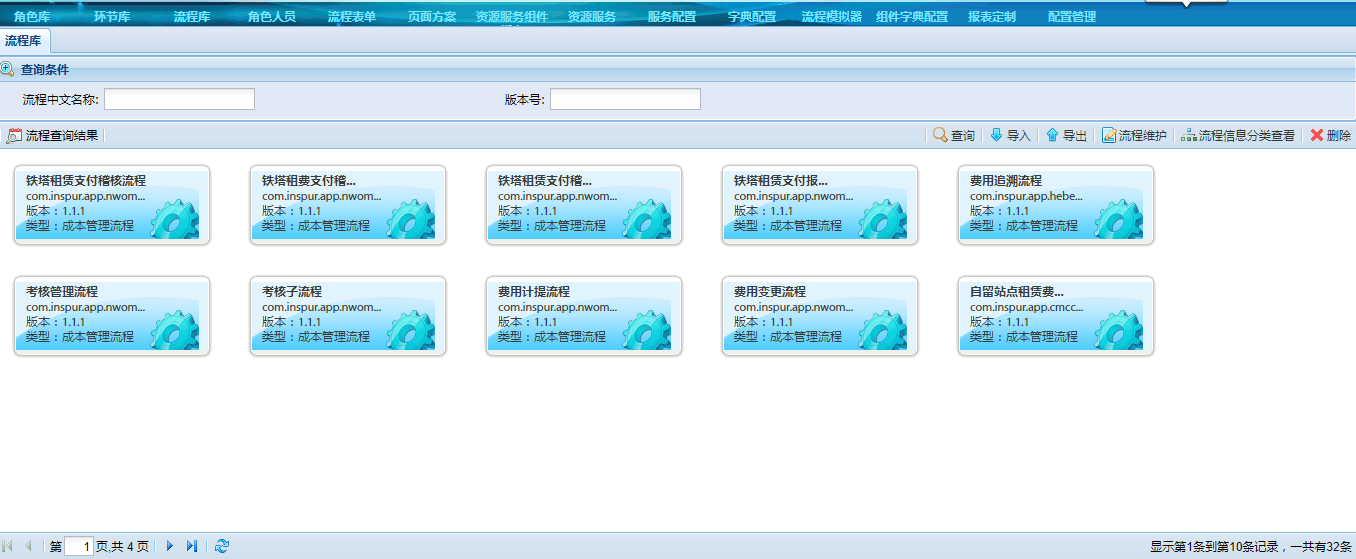 角色库 环节库 流程库 角色人员 流程表单 页面方案 资源服务组件 资源服务 服务配置 字典配置 流程模拟器 组件字典配置 报表定制 配置管理
流程库
查询条件
流程中文名称: 版本号:
流程查询结果 查询 导入 导出 流程维护 流程信息分类查看 删除
铁塔租赁支付稽核流程
com.inspur.app.nwom...
版本：1.1.1
类型：成本管理流程
铁塔租费支付稽...
com.inspur.app.nwom...
版本：1.1.1
类型：成本管理流程
铁塔租赁支付稽...
com.inspur.app.nwom...
版本：1.1.1
类型：成本管理流程
铁塔租赁支付报...
com.inspur.app.nwom...
版本：1.1.1
类型：成本管理流程
费用追溯流程
com.inspur.app.hebe...
版本：1.1.1
类型：成本管理流程
考核管理流程
com.inspur.app.nwom...
版本：1.1.1
类型：成本管理流程
考核子流程
com.inspur.app.nwom...
版本：1.1.1
类型：成本管理流程
费用计提流程
com.inspur.app.nwom...
版本：1.1.1
类型：成本管理流程
费用变更流程
com.inspur.app.nwom...
版本：1.1.1
类型：成本管理流程
自留站点租赁费...
com.inspur.app.cmcc...
版本：1.1.1
类型：成本管理流程
第 1 页,共 4 页 显示第1条到第10条记录，一共有32条